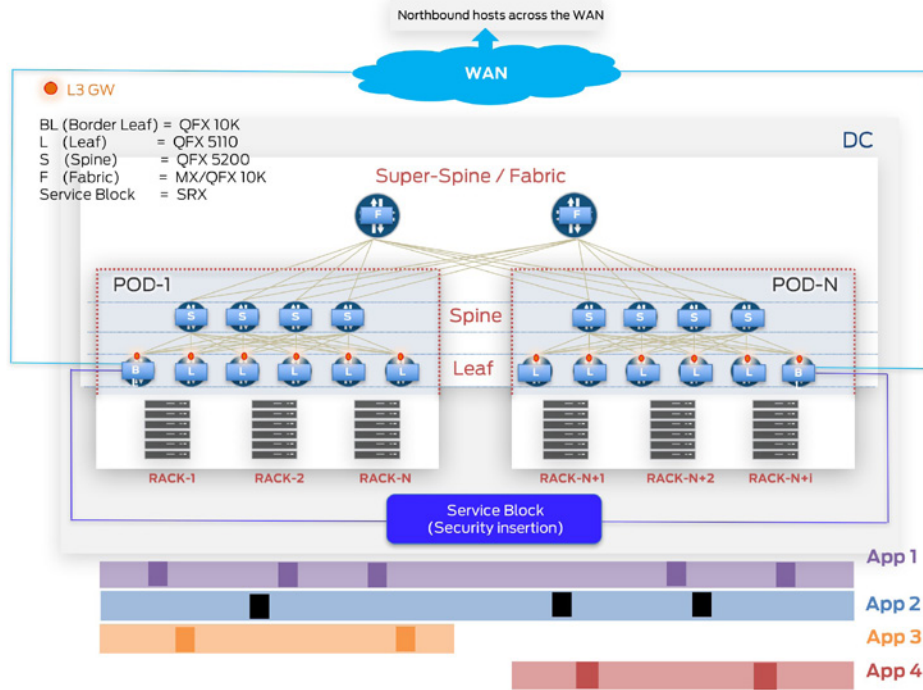 Northbound hosts across the WAN
WAN
L3 GW
BL (Border Leaf) = QFX 10K
L (Leaf) = QFX 5110
S (Spine) = QFX 5200
F (Fabric) = MX/QFX 10K
Service Block = SRX
DC
Super-Spine / Fabric
F F
POD-1 POD-N
S S S S Spine S S S S
B L L L L L Leaf L L L L L B
RACK-1 RACK-2 RACK-N RACK-N+1 RACK-N+2 RACK-N+i
Service Block
(Security insertion)
App 1
App 2
App 3
App 4